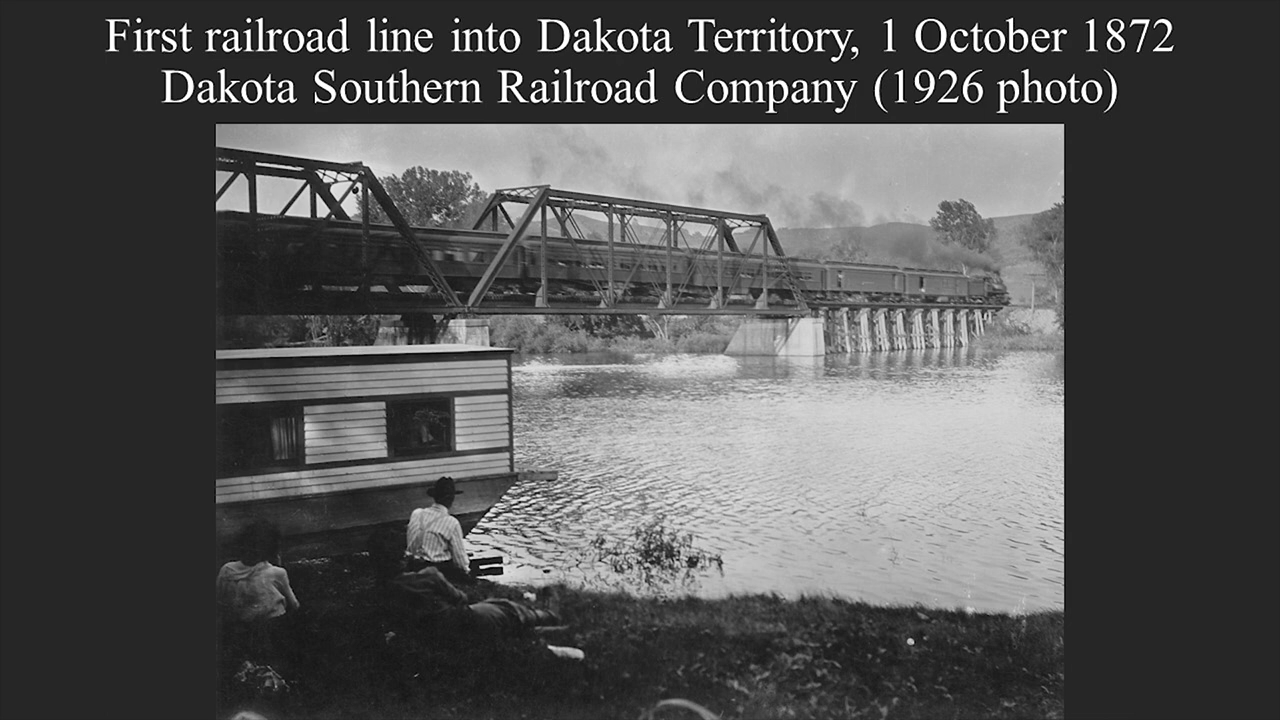 First railroad line into Dakota Territory, 1 October 1872
Dakota Southern Railroad Company (1926 photo)